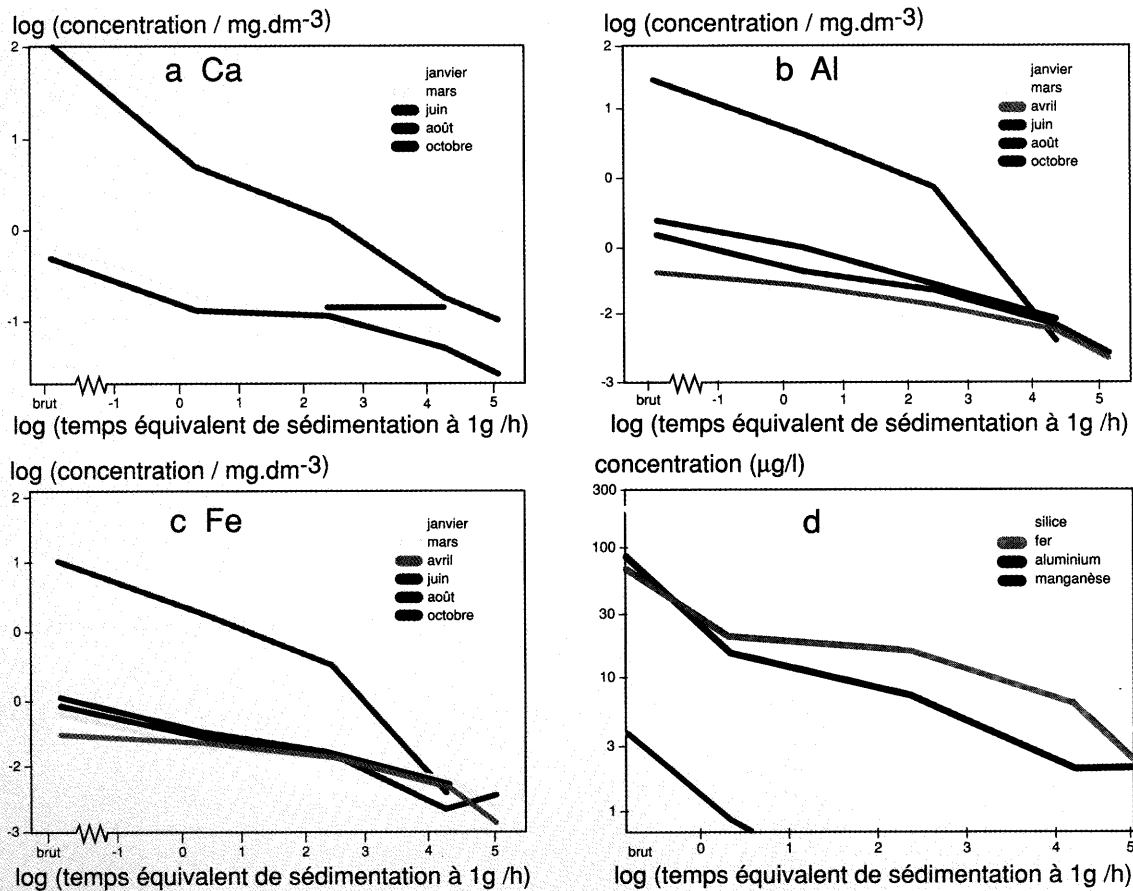 log (concentration / mg.dm-3)
a Ca
janvier
mars
juin
août
octobre
2
1
0
-1
brut -1 0 1 2 3 4 5
log (temps équivalent de sédimentation à 1g /h)
log (concentration / mg.dm-3)
b Al
janvier
mars
avril
juin
août
octobre
2
1
0
0
-2
-3
brut -1 0 1 2 3 4 5
log (temps équivalent de sédimentation à 1g /h)
log (concentration / mg.dm-3)
c Fe
janvier
mars
avril
juin
août
octobre
2
1
0
0
-2
-3
brut -1 0 1 2 3 4 5
log (temps équivalent de sédimentation à 1g /h)
concentration (µg/l)
d
silice
fer
aluminium
manganèse
300
100
30
10
3
1
brut 0 1 2 3 4 5
log (temps équivalent de sédimentation à 1g /h)